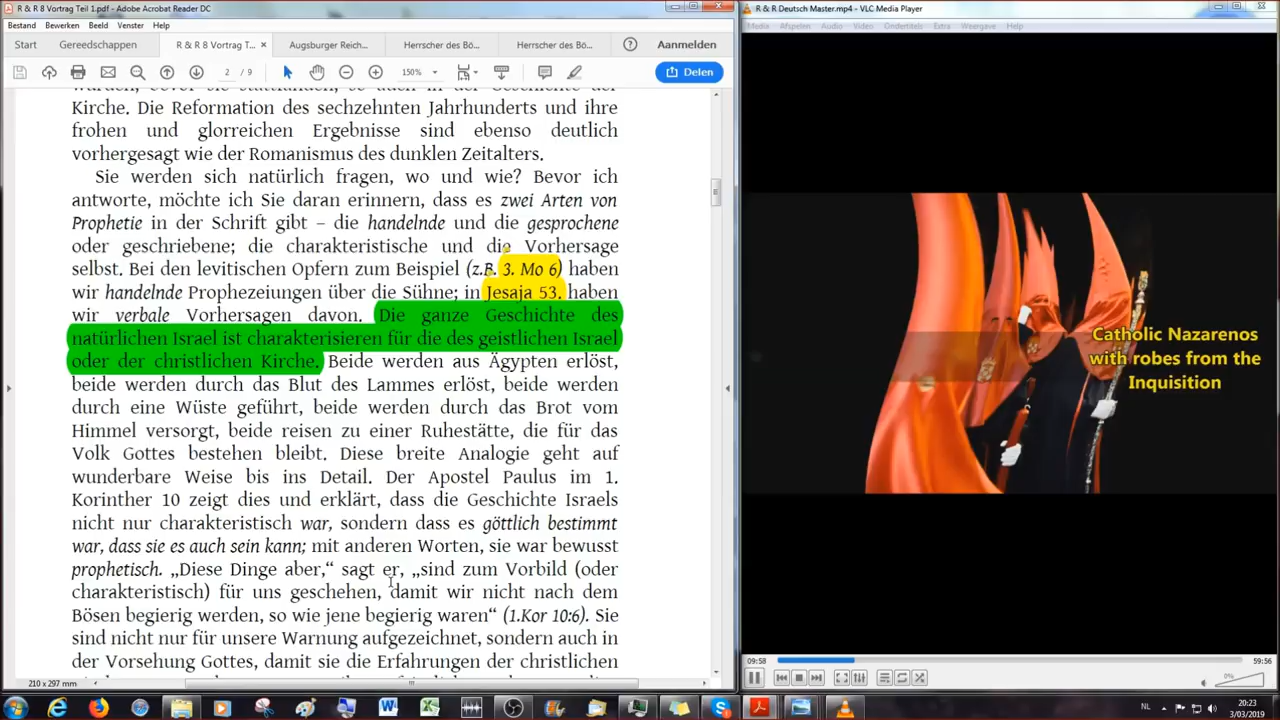 R & R 8 Vortrag Teil 1.pdf - Adobe Acrobat Reader DC
Bestand Bewerken Beeld Venster Help
Start Gereedschappen R & R 8 Vortrag T... × Augsburger Reich... Herrscher des Bö... Herrscher des Bö... Anmelden
2 / 9 150% Delen
Kirche. Die Reformation des sechzehnten Jahrhunderts und ihre
frohen und glorreichen Ergebnisse sind ebenso deutlich
vorhergesagt wie der Romanismus des dunklen Zeitalters.
Sie werden sich natürlich fragen, wo und wie? Bevor ich
antworte, möchte ich Sie daran erinnern, dass es zwei Arten von
Prophetie in der Schrift gibt – die handelnde und die gesprochene
oder geschriebene; die charakteristische und die Vorhersage
selbst. Bei den levitischen Opfern zum Beispiel (z.B. 3. Mo 6) haben
wir handelnde Prophezeiungen über die Sühne; in Jesaja 53. haben
wir verbale Vorhersagen davon. Die ganze Geschichte des
natürlichen Israel ist charakterisieren für die des geistlichen Israel
oder der christlichen Kirche. Beide werden aus Ägypten erlöst,
beide werden durch das Blut des Lammes erlöst, beide werden
durch eine Wüste geführt, beide werden durch das Brot vom
Himmel versorgt, beide reisen zu einer Ruhestätte, die für das
Volk Gottes bestehen bleibt. Diese breite Analogie geht auf
wunderbare Weise bis ins Detail. Der Apostel Paulus im 1.
Korinther 10 zeigt dies und erklärt, dass die Geschichte Israels
nicht nur charakteristisch war, sondern dass es göttlich bestimmt
war, dass sie es auch sein kann; mit anderen Worten, sie war bewusst
prophetisch. „Diese Dinge aber,“ sagt er, „sind zum Vorbild (oder
charakteristisch) für uns geschehen, damit wir nicht nach dem
Bösen begierig werden, so wie jene begierig waren“ (1.Kor 10:6). Sie
sind nicht nur für unsere Warnung aufgezeichnet, sondern auch in
der Vorsehung Gottes, damit sie die Erfahrungen der christlichen
210 x 297 mm
R & R Deutsch Master.mp4 - VLC Media Player
Media Afspelen Audio Video Ondertitels Extra Weergave Help
Catholic Nazarenos
with robes from the
Inquisition
09:58 59:56
0%
NL 20:23
3/03/2019